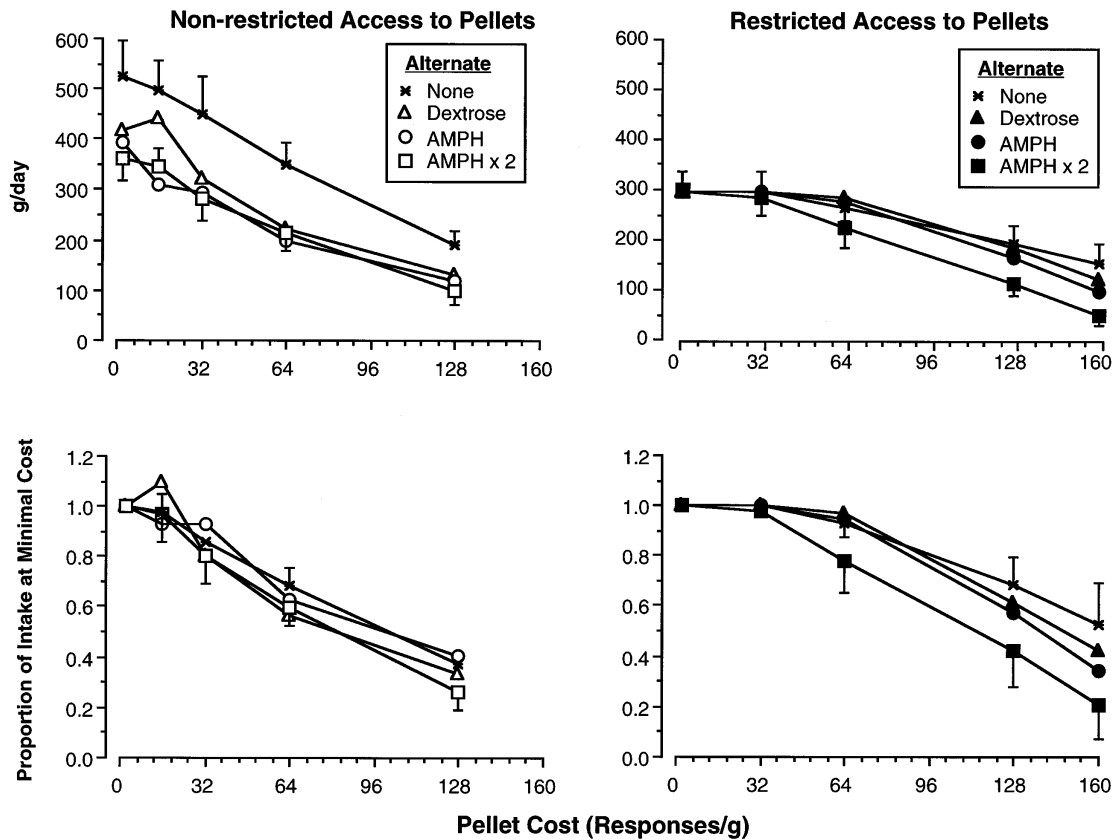 Non-restricted Access to Pellets
Restricted Access to Pellets
600
500
400
300
200
100
0
g/day
0 32 64 96 128 160
Alternate
None
Dextrose
AMPH
AMPH x 2
600
500
400
300
200
100
0
0 32 64 96 128 160
Alternate
None
Dextrose
AMPH
AMPH x 2
1.2
1.0
0.8
0.6
0.4
0.2
0.0
Proportion of Intake at Minimal Cost
0 32 64 96 128 160
1.2
1.0
0.8
0.6
0.4
0.2
0.0
0 32 64 96 128 160
Pellet Cost (Responses/g)